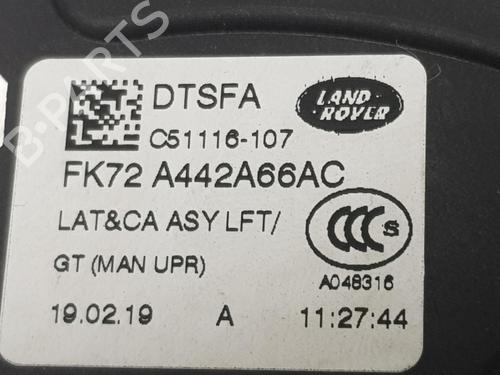 DTSFA
LAND ROVER
C51116-107
FK72 A442A66AC
LAT&CA ASY LFT/
GT (MAN UPR)
CCC S
A048316
19.02.19 A 11:27:44
B-PARTS